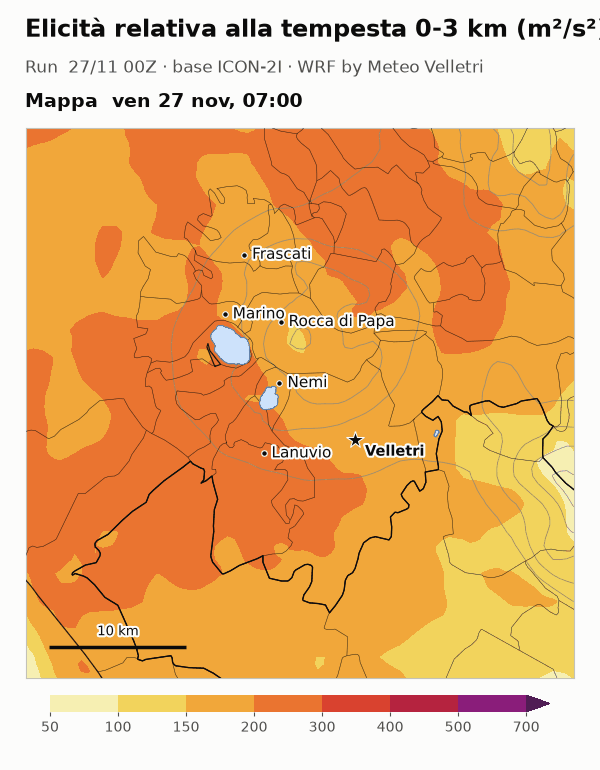 Elicità relativa alla tempesta 0-3 km (m²/s²)
Run  27/11 00Z · base ICON-2I · WRF by Meteo Velletri
Mappa  ven 27 nov, 07:00
Frascati
Marino
Rocca di Papa
Nemi
Velletri
Lanuvio
10 km
50 100 150 200 300 400 500 700